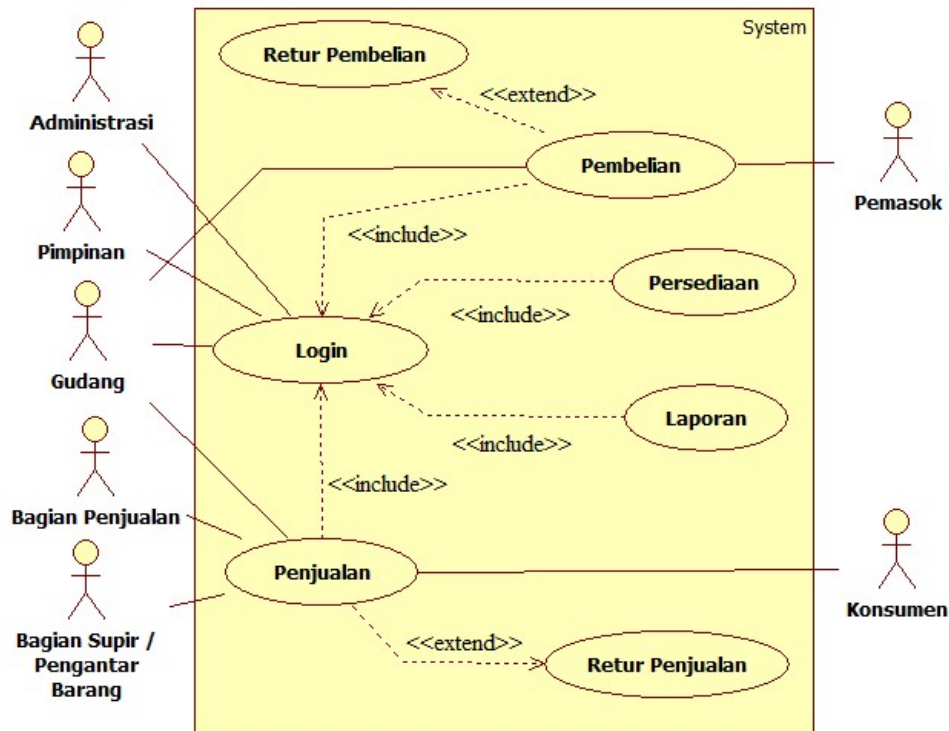 System
Retur Pembelian
<<extend>>
Administrasi
Pembelian
Pemasok
<<include>>
Pimpinan
Persediaan
<<include>>
Login
Gudang
Laporan
<<include>>
<<include>>
Bagian Penjualan
Penjualan
Konsumen
Bagian Supir /
Pengantar
Barang
<<extend>>
Retur Penjualan